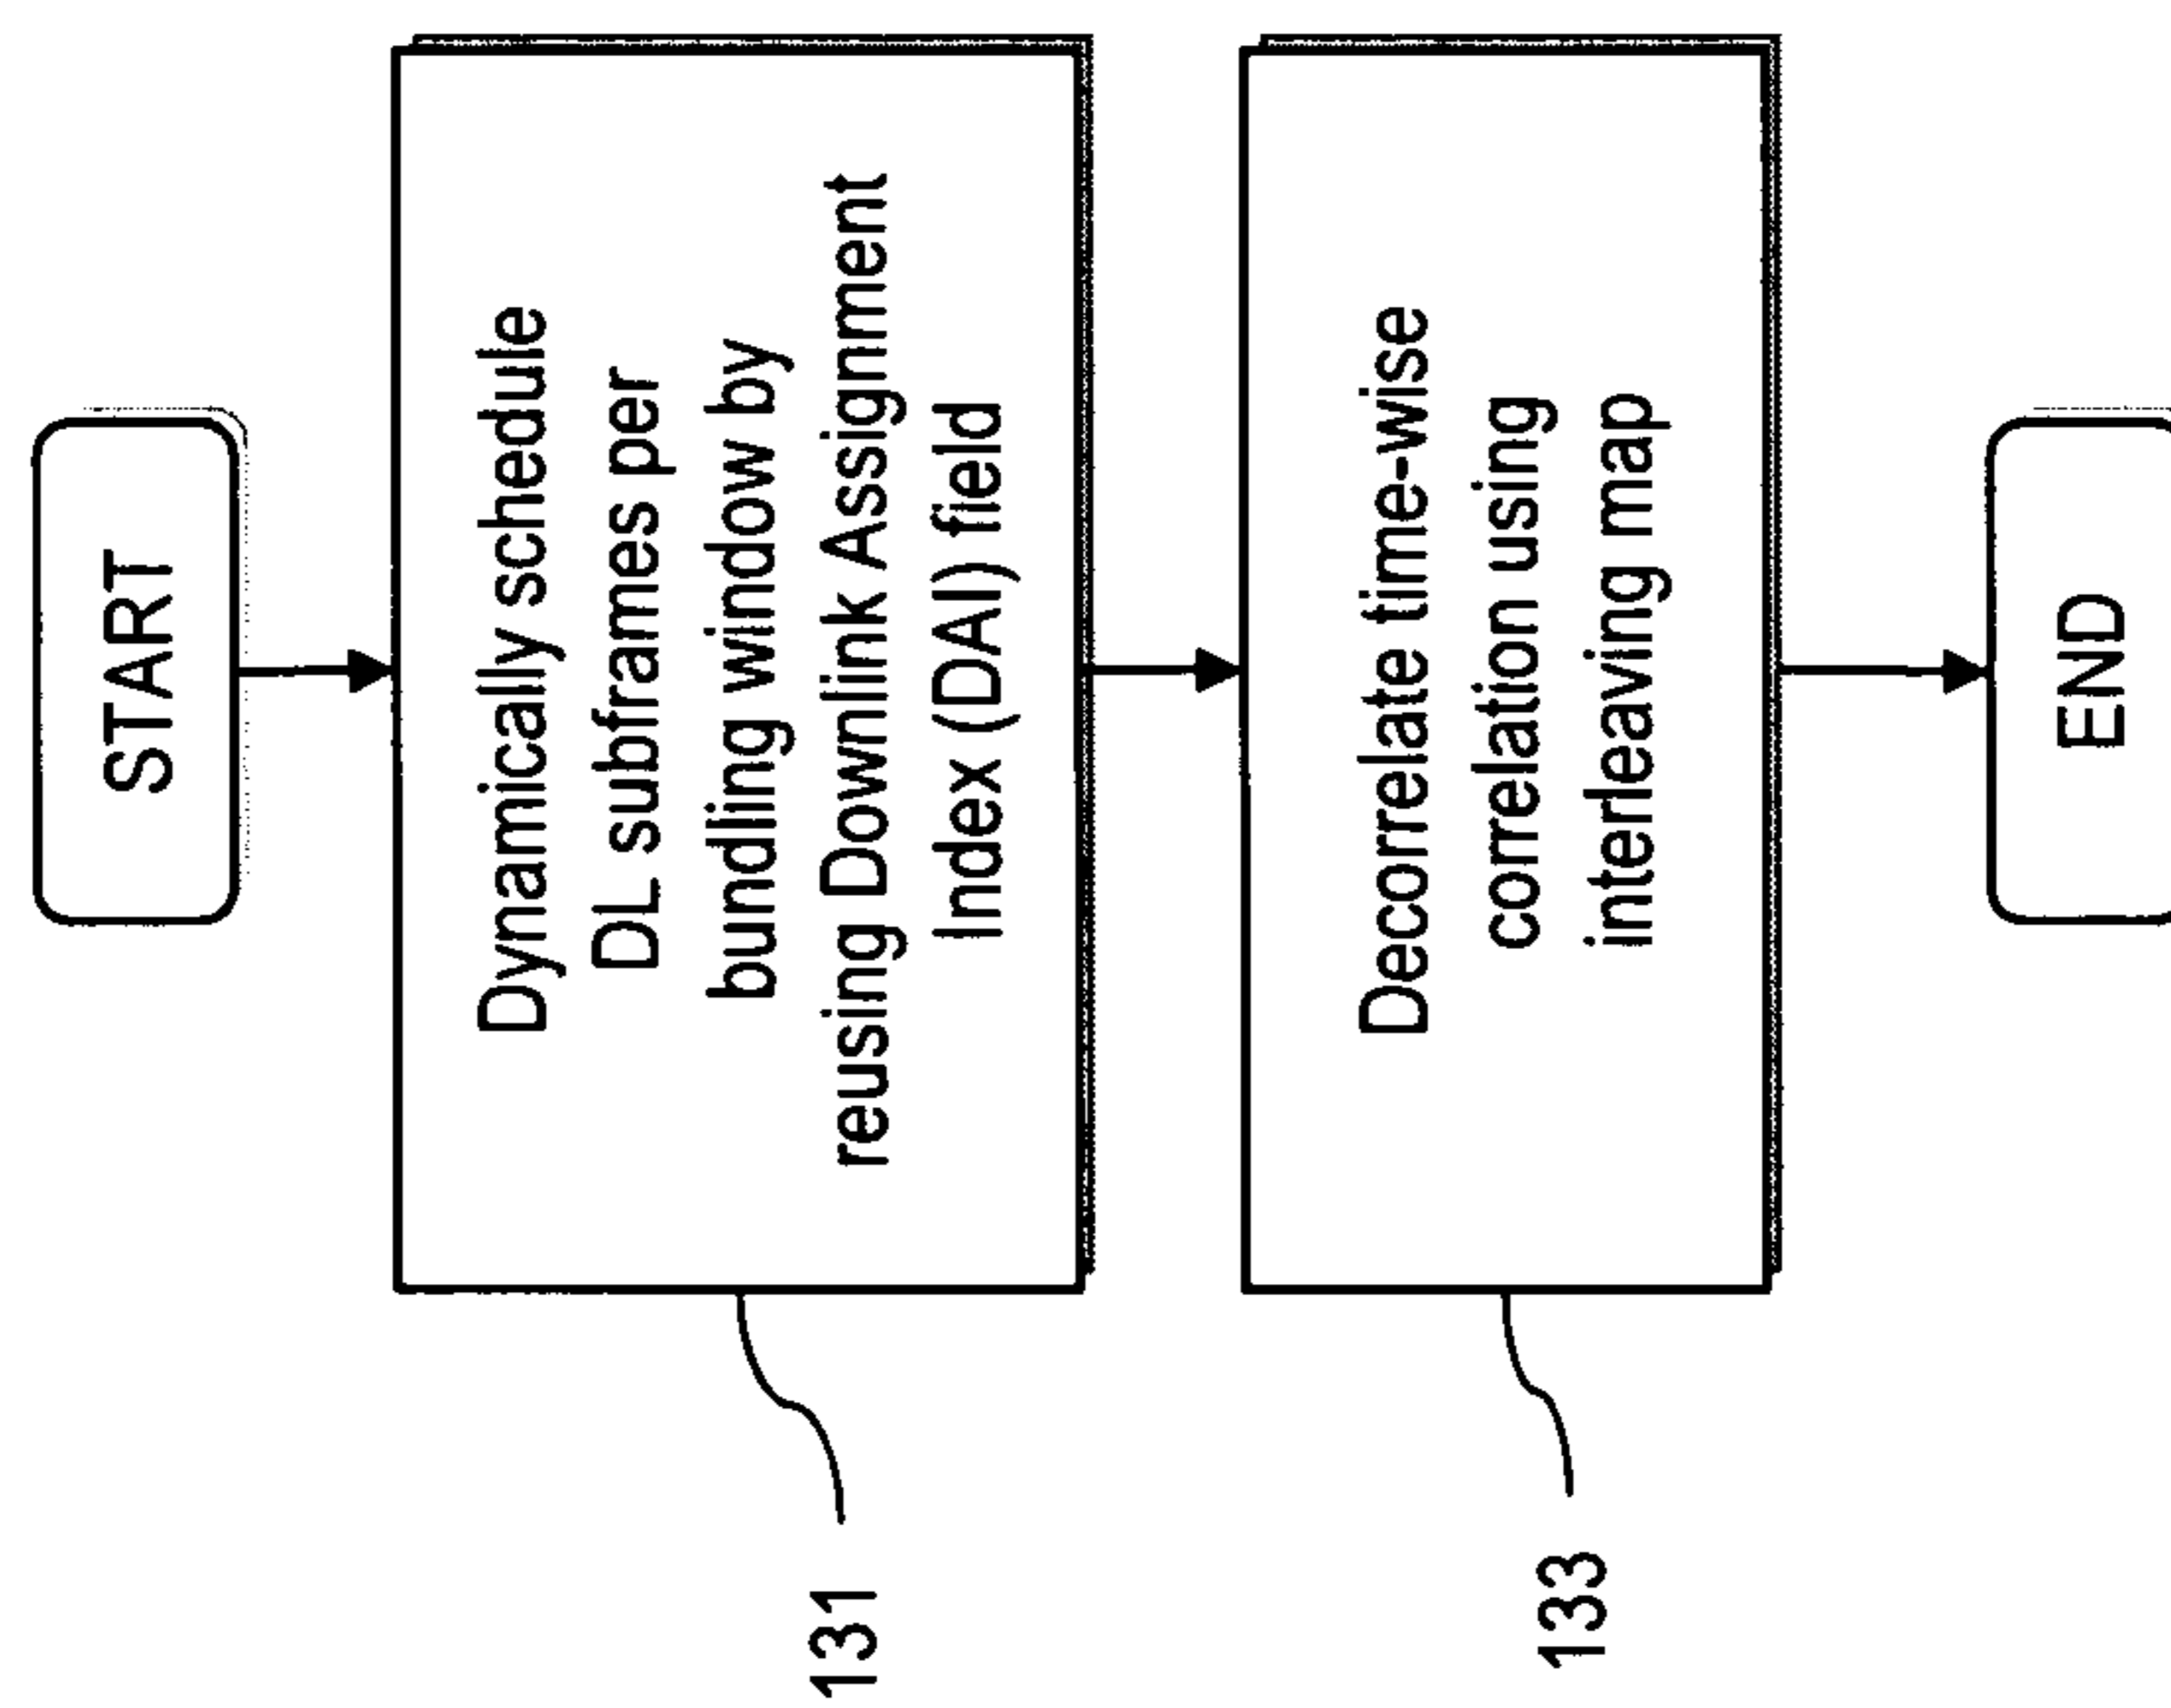 START
Dynamically schedule
DL subframes per
bundling window by
reusing Downlink Assignment
Index (DAI) field
131
Decorrelate time-wise
correlation using
interleaving map
133
END